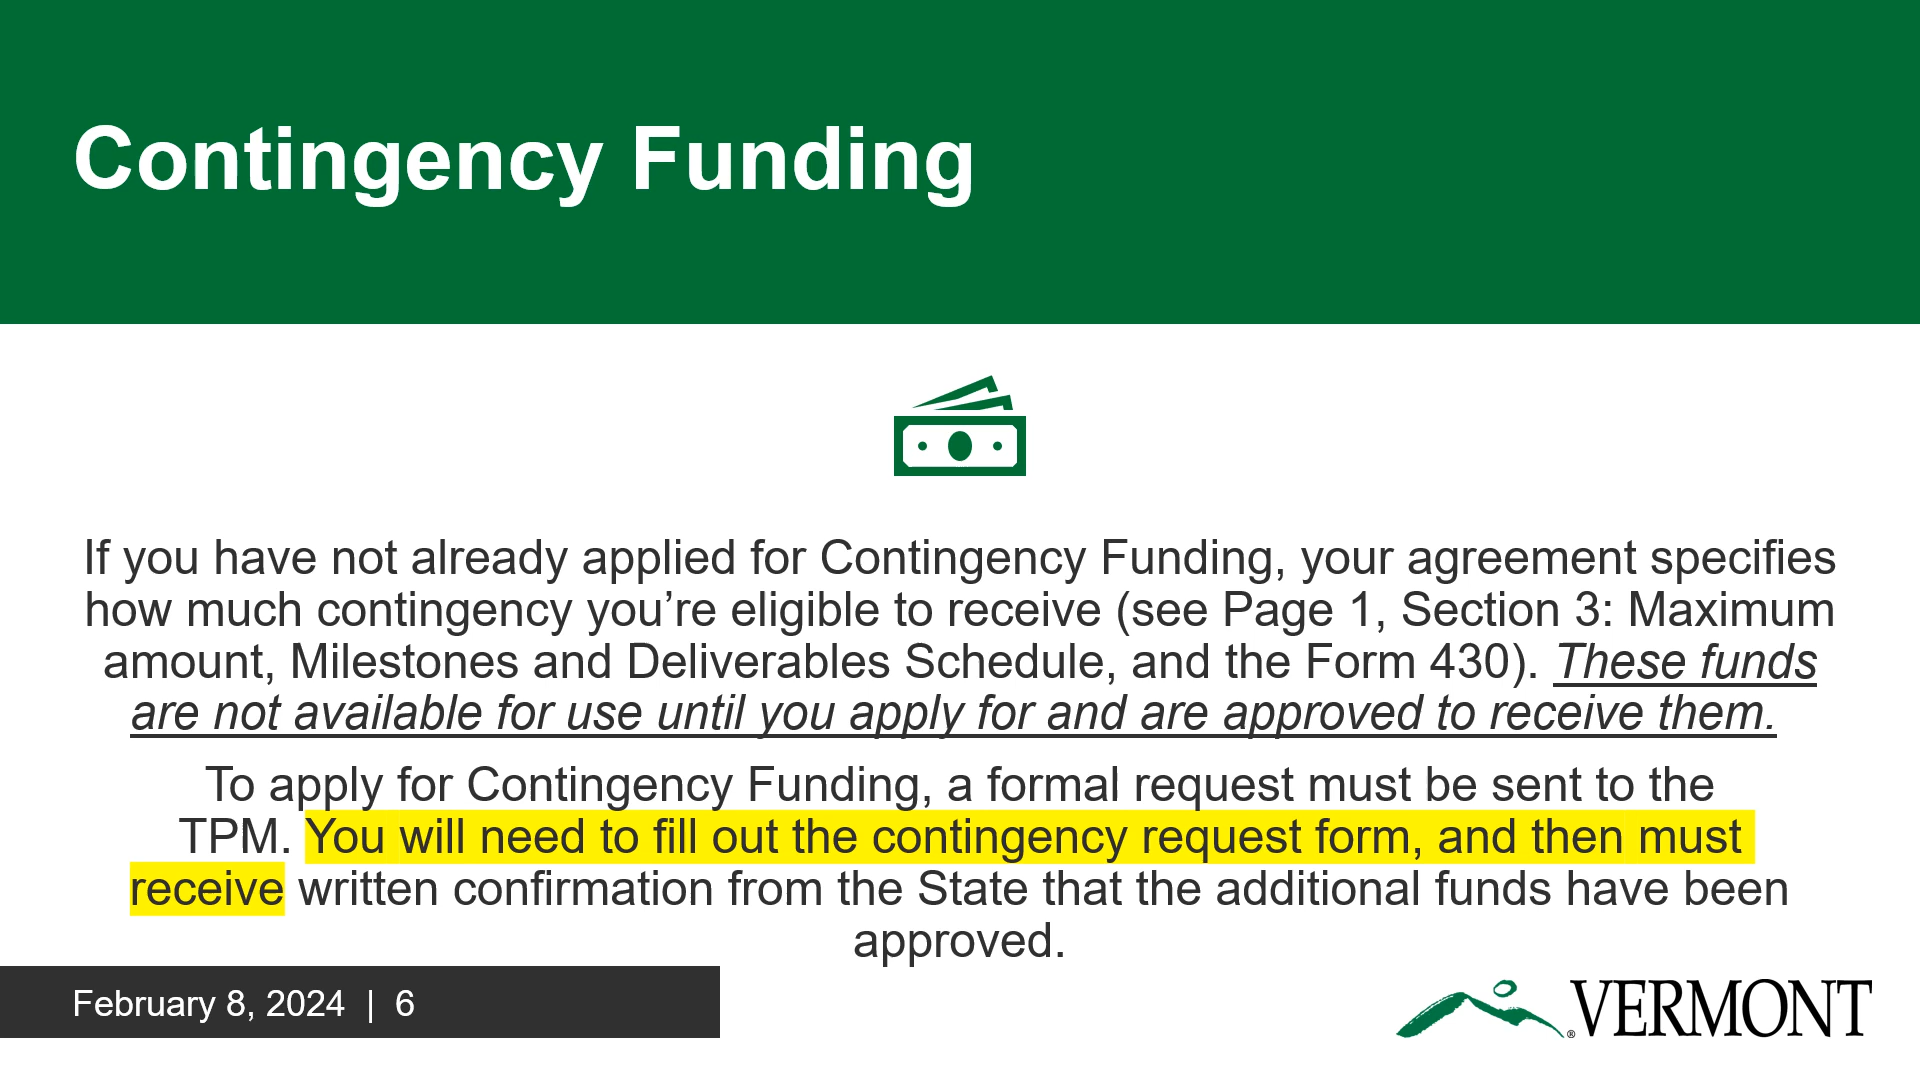 Contingency Funding
If you have not already applied for Contingency Funding, your agreement specifies
how much contingency you’re eligible to receive (see Page 1, Section 3: Maximum
amount, Milestones and Deliverables Schedule, and the Form 430). These funds
are not available for use until you apply for and are approved to receive them.
To apply for Contingency Funding, a formal request must be sent to the
TPM. You will need to fill out the contingency request form, and then must
receive written confirmation from the State that the additional funds have been
approved.
February 8, 2024 | 6
® VERMONT